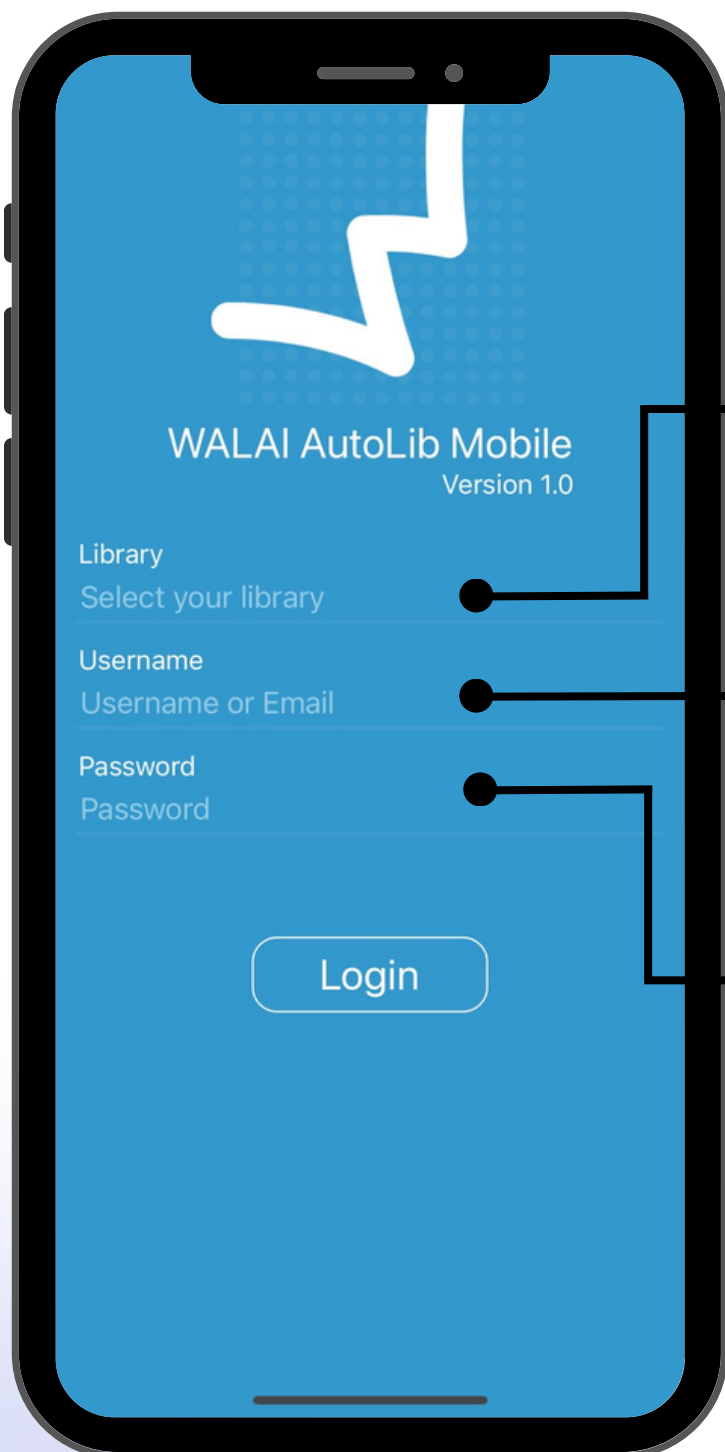 WALAI AutoLib Mobile
Version 1.0
Library
Select your library
Username
Username or Email
Password
Password
Login